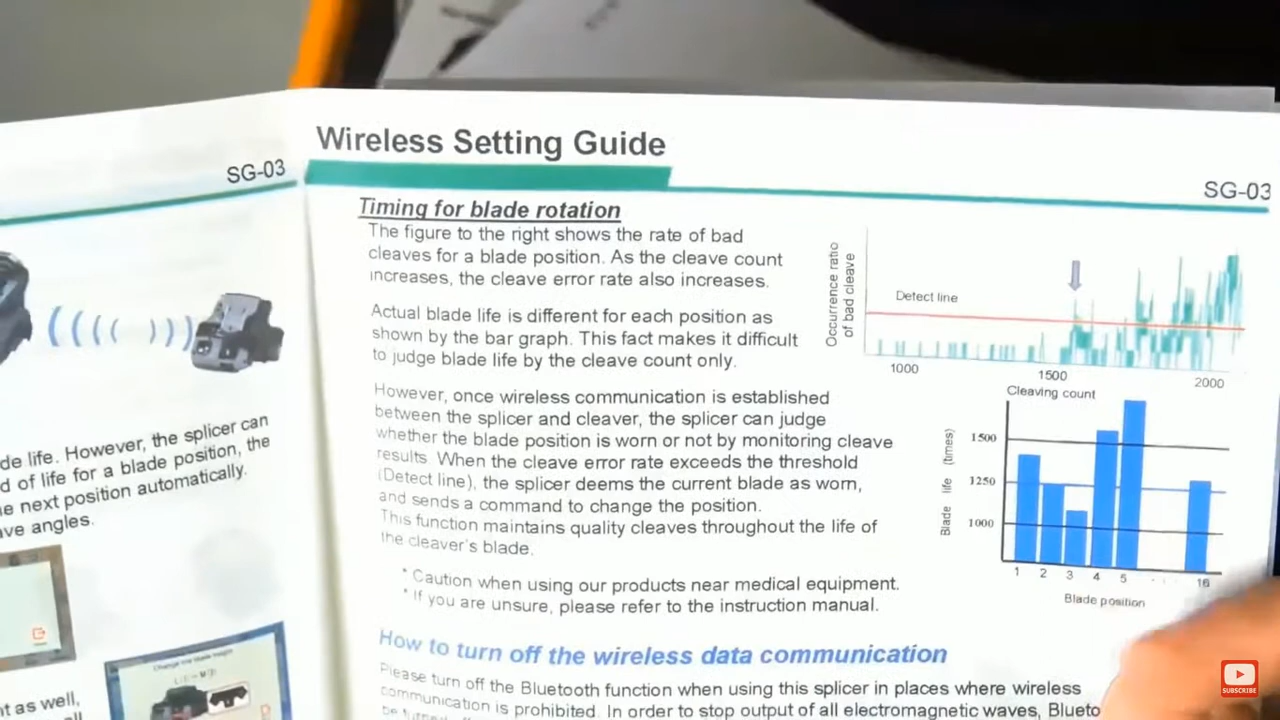 SG-03
de life. However, the splicer can
d of life for a blade position, the
e next position automatically.
ve angles.
nt as well,
Wireless Setting Guide
SG-03
Timing for blade rotation
The figure to the right shows the rate of bad
cleaves for a blade position. As the cleave count
increases, the cleave error rate also increases.
Actual blade life is different for each position as
shown by the bar graph. This fact makes it difficult
to judge blade life by the cleave count only.
However, once wireless communication is established
between the splicer and cleaver, the splicer can judge
whether the blade position is worn or not by monitoring cleave
results. When the cleave error rate exceeds the threshold
(Detect line), the splicer deems the current blade as worn,
and sends a command to change the position.
This function maintains quality cleaves throughout the life of
the cleaver's blade.
* Caution when using our products near medical equipment.
* If you are unsure, please refer to the instruction manual.
How to turn off the wireless data communication
Please turn off the Bluetooth function when using this splicer in places where wireless
communication is prohibited. In order to stop output of all electromagnetic waves, Blueto
Occurrence ratio
of bad cleave
Detect line
1000
1500
2000
Cleaving count
Blade life (times)
1500
1250
1000
1 2 3 4 5 . . . 16
Blade position
SUBSCRIBE